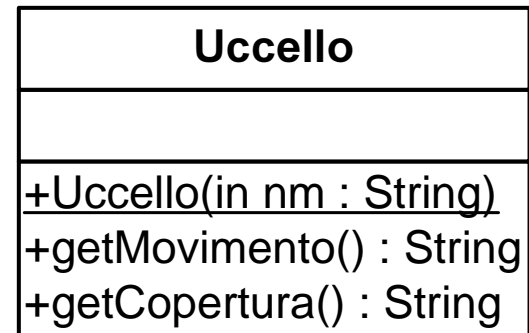 Uccello
+Uccello(in nm : String)
+getMovimento() : String
+getCopertura() : String